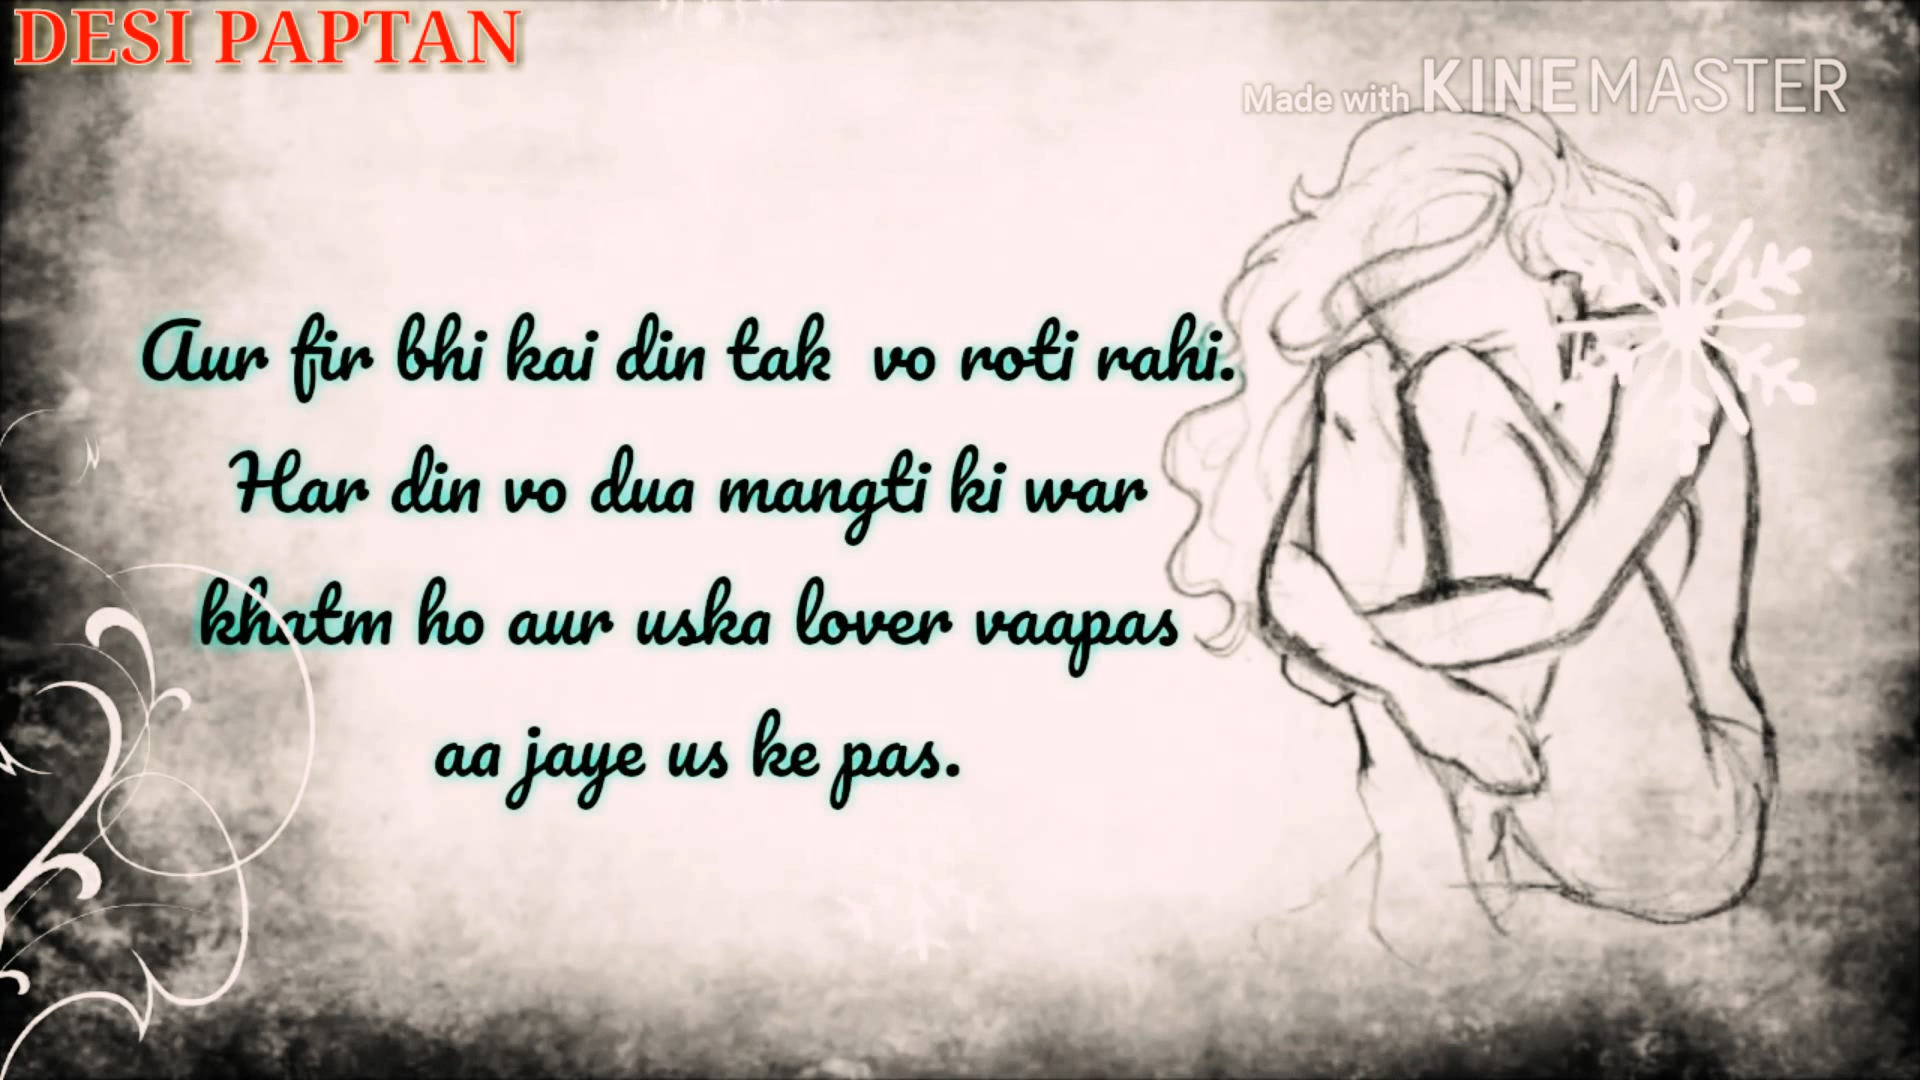 DESI PAPTAN
Made with KINEMASTER
Aur fir bhi kai din tak vo roti rahi.
Har din vo dua mangti ki war
khatm ho aur uska lover vaapas
aa jaye us ke pas.